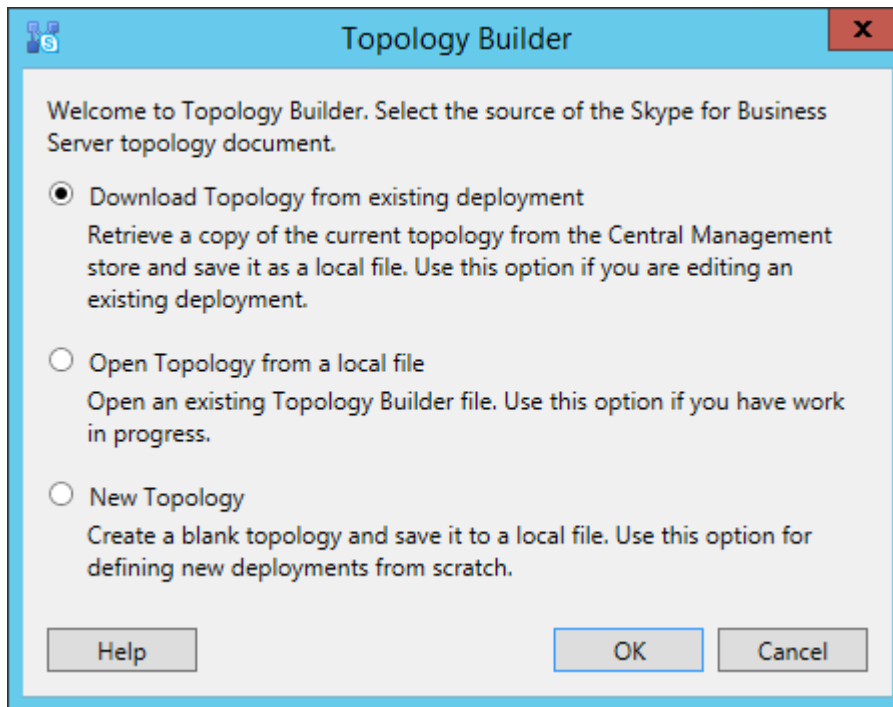 Topology Builder
x
Welcome to Topology Builder. Select the source of the Skype for Business
Server topology document.
Download Topology from existing deployment
Retrieve a copy of the current topology from the Central Management
store and save it as a local file. Use this option if you are editing an
existing deployment.
Open Topology from a local file
Open an existing Topology Builder file. Use this option if you have work
in progress.
New Topology
Create a blank topology and save it to a local file. Use this option for
defining new deployments from scratch.
Help
OK
Cancel